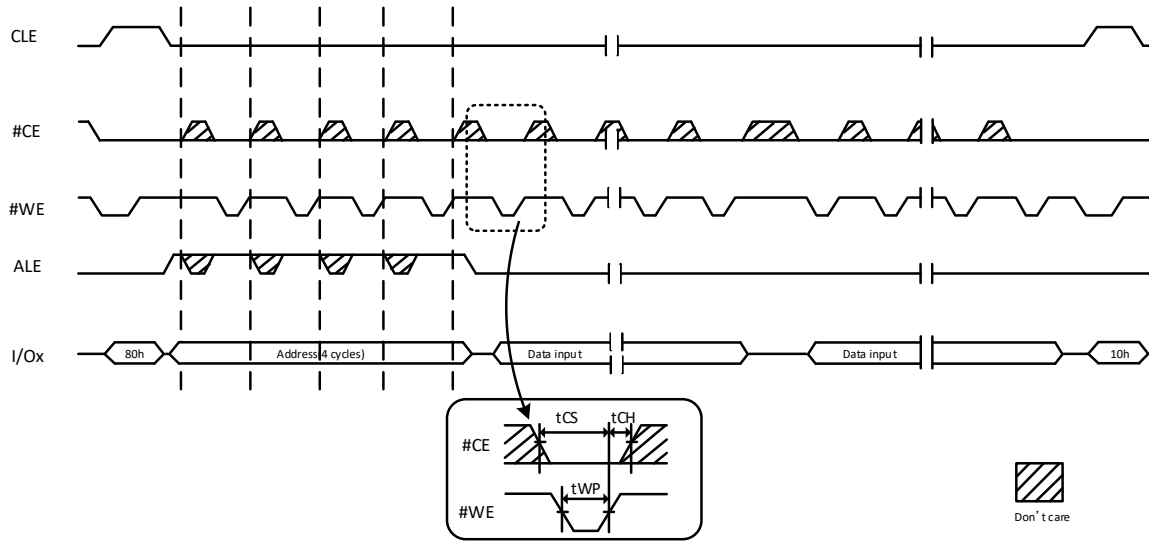 CLE
#CE
#WE
ALE
I/Ox
80h
Address(4 cycles)
Data input
Data input
10h
tCS
tCH
#CE
tWP
#WE
Don't care